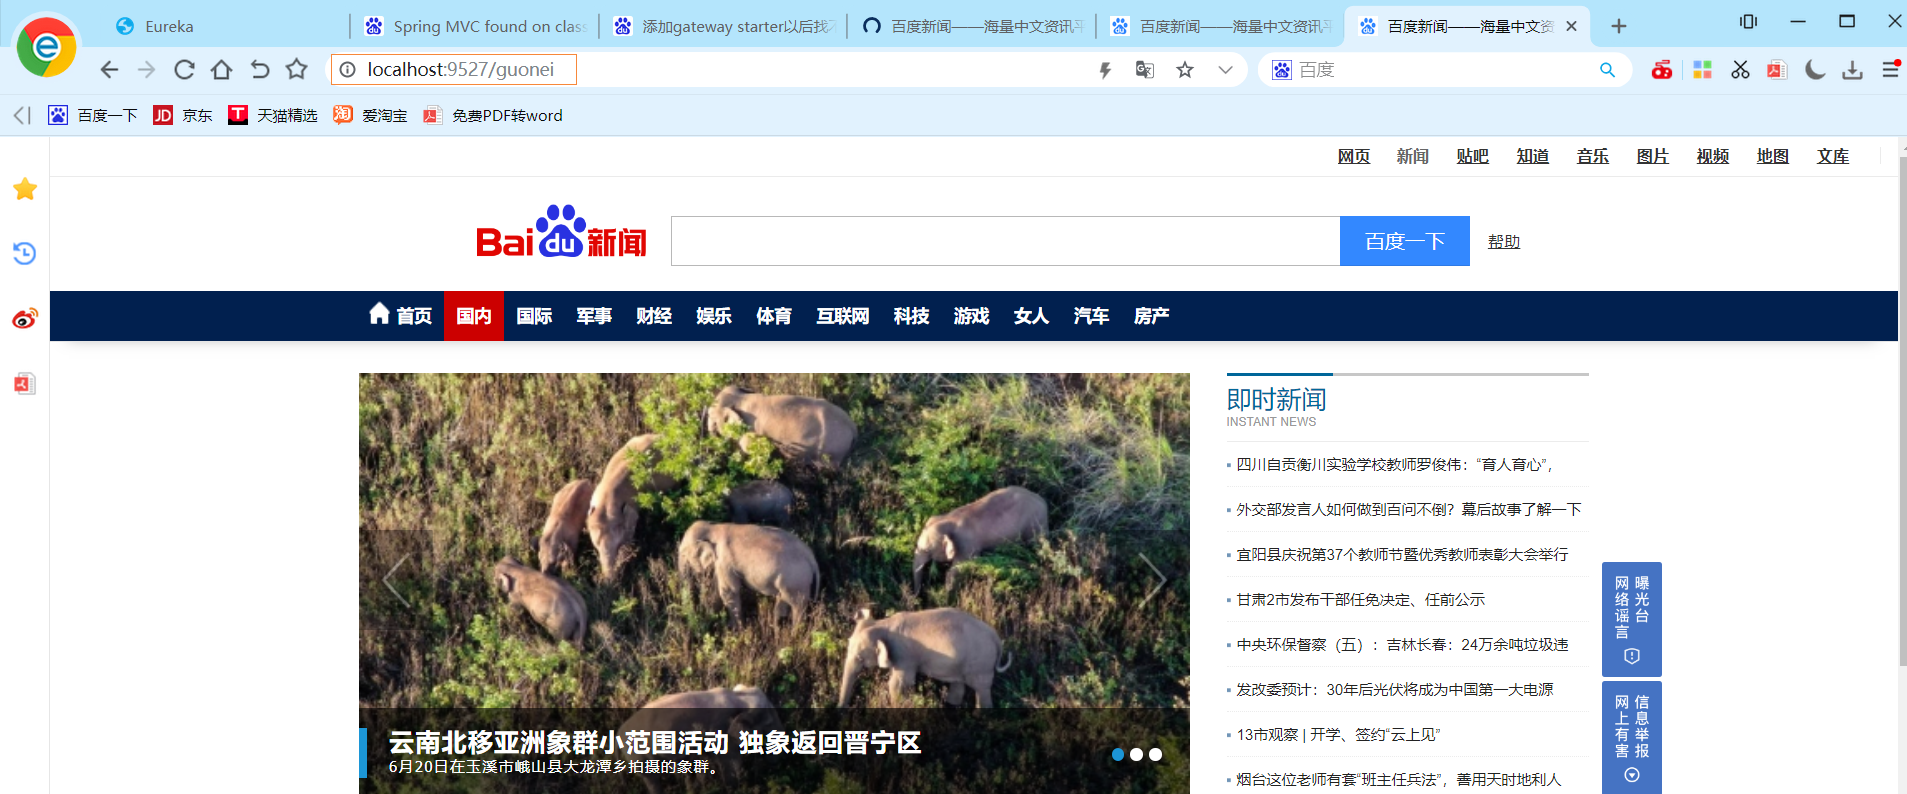 Eureka
Spring MVC found on class
添加gateway starter以后找不
百度新闻——海量中文资讯平
百度新闻——海量中文资讯平
百度新闻——海量中文资
localhost:9527/guonei
百度
百度一下
JD 京东
T 天猫精选
淘 爱淘宝
免费PDF转word
网页 新闻 贴吧 知道 音乐 图片 视频 地图 文库
Baidu新闻
百度一下
帮助
首页 国内 国际 军事 财经 娱乐 体育 互联网 科技 游戏 女人 汽车 房产
云南北移亚洲象群小范围活动 独象返回晋宁区
6月20日在玉溪市峨山县大龙潭乡拍摄的象群。
即时新闻
INSTANT NEWS
四川自贡衡川实验学校教师罗俊伟：“育人育心”，
外交部发言人如何做到百问不倒？幕后故事了解一下
宜阳县庆祝第37个教师节暨优秀教师表彰大会举行
甘肃2市发布干部任免决定、任前公示
中央环保督察（五）：吉林长春：24万余吨垃圾违
发改委预计：30年后光伏将成为中国第一大电源
13市观察 | 开学、签约“云上见”
烟台这位老师有套“班主任兵法”，善用天时地利人
网络谣言
曝光台
网上有害
信息举报